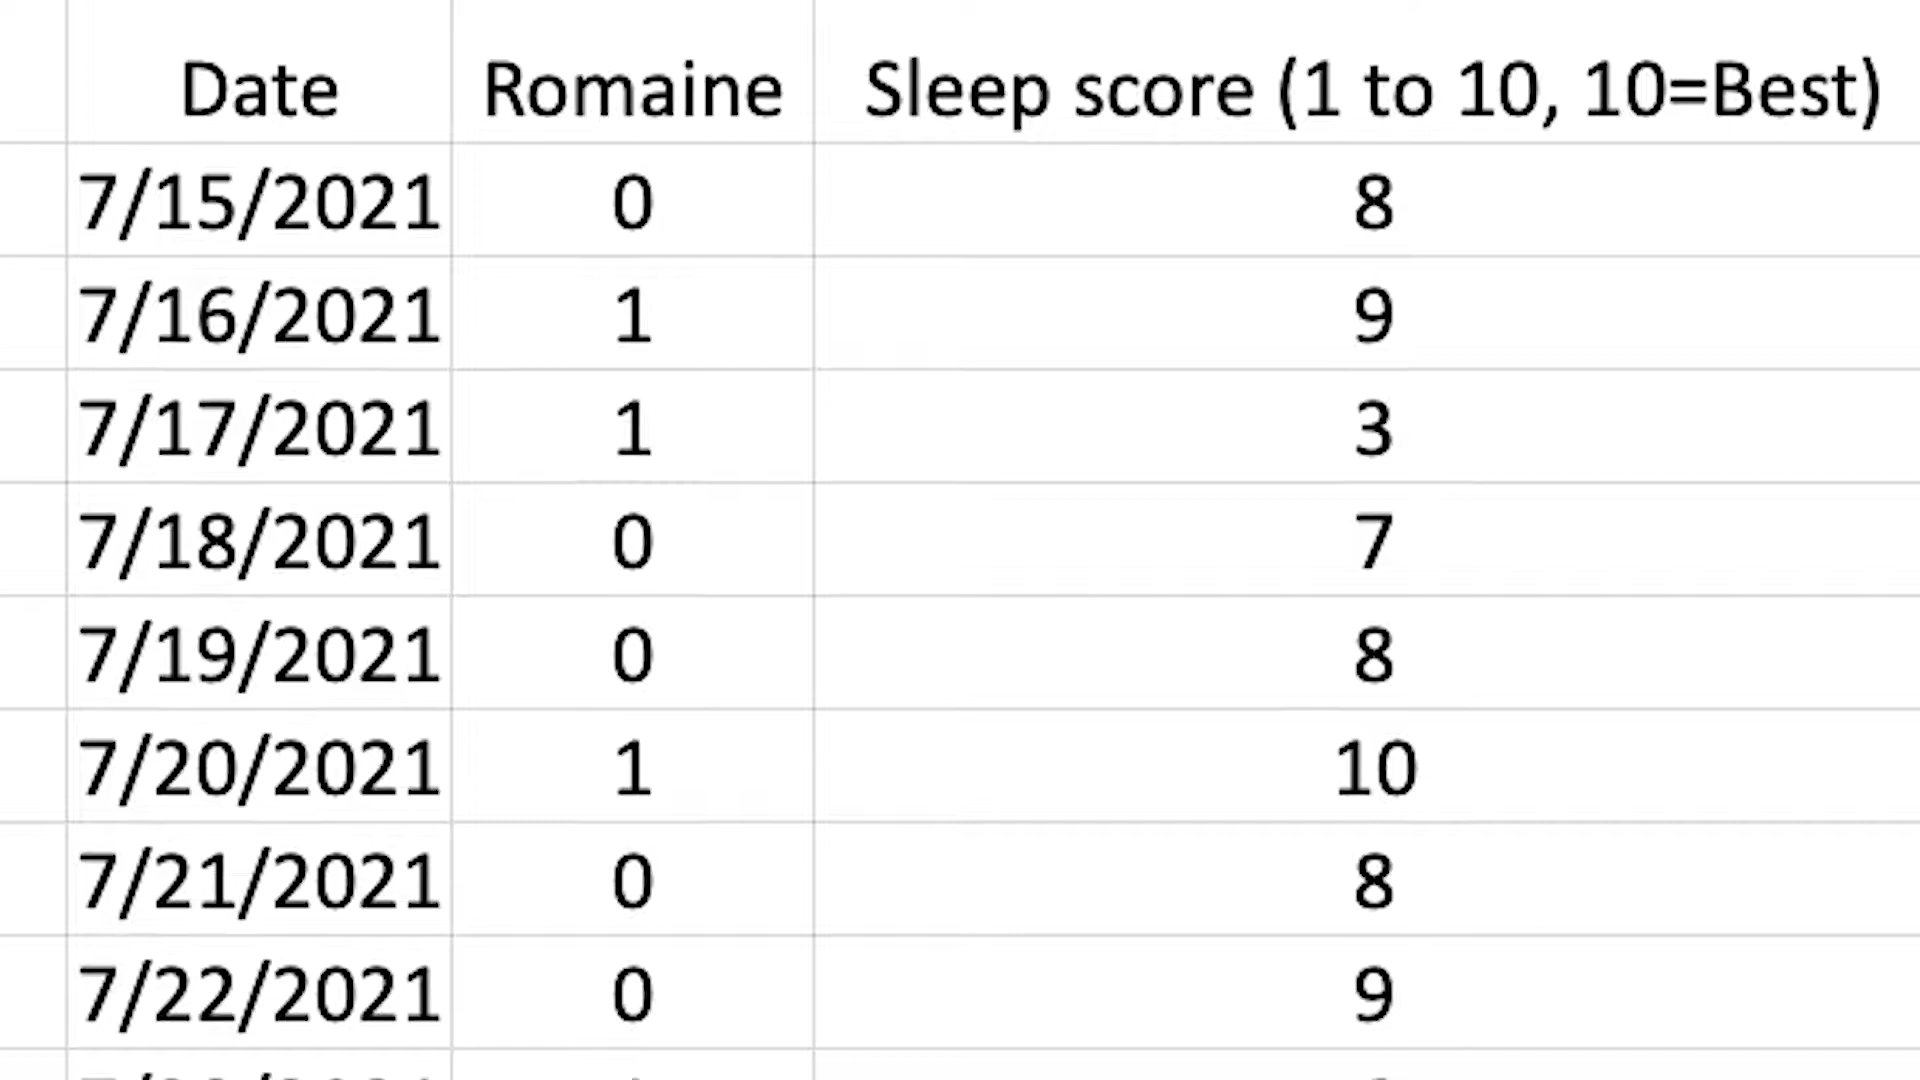 Date Romaine Sleep score (1 to 10, 10=Best)
7/15/2021 0 8
7/16/2021 1 9
7/17/2021 1 3
7/18/2021 0 7
7/19/2021 0 8
7/20/2021 1 10
7/21/2021 0 8
7/22/2021 0 9